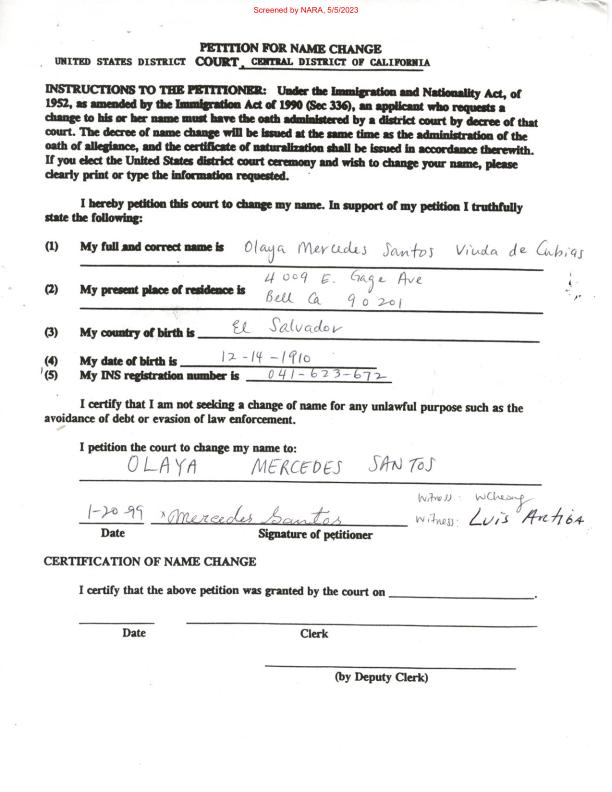 Screened by NARA, 5/5/2023
PETITION FOR NAME CHANGE
UNITED STATES DISTRICT COURT, CENTRAL DISTRICT OF CALIFORNIA
INSTRUCTIONS TO THE PETITIONER: Under the Immigration and Nationality Act, of
1952, as amended by the Immigration Act of 1990 (Sec 336), an applicant who requests a
change to his or her name must have the oath administered by a district court by decree of that
court. The decree of name change will be issued at the same time as the administration of the
oath of allegiance, and the certificate of naturalization shall be issued in accordance therewith.
If you elect the United States district court ceremony and wish to change your name, please
clearly print or type the information requested.
I hereby petition this court to change my name. In support of my petition I truthfully
state the following:
(1) My full and correct name is Olaya Mercedes Santos Viuda de Cubias
4009 E. Gage Ave
(2) My present place of residence is Bell Ca 90201
(3) My country of birth is El Salvador
(4) My date of birth is 12-14-1910
(5) My INS registration number is 041-623-672
I certify that I am not seeking a change of name for any unlawful purpose such as the
avoidance of debt or evasion of law enforcement.
I petition the court to change my name to:
OLAYA MERCEDES SANTOS
Witness: WCheong
1-20-99 x Mercedes Santos Witness: Luis Antiga
Date Signature of petitioner
CERTIFICATION OF NAME CHANGE
I certify that the above petition was granted by the court on .
Date Clerk
(by Deputy Clerk)